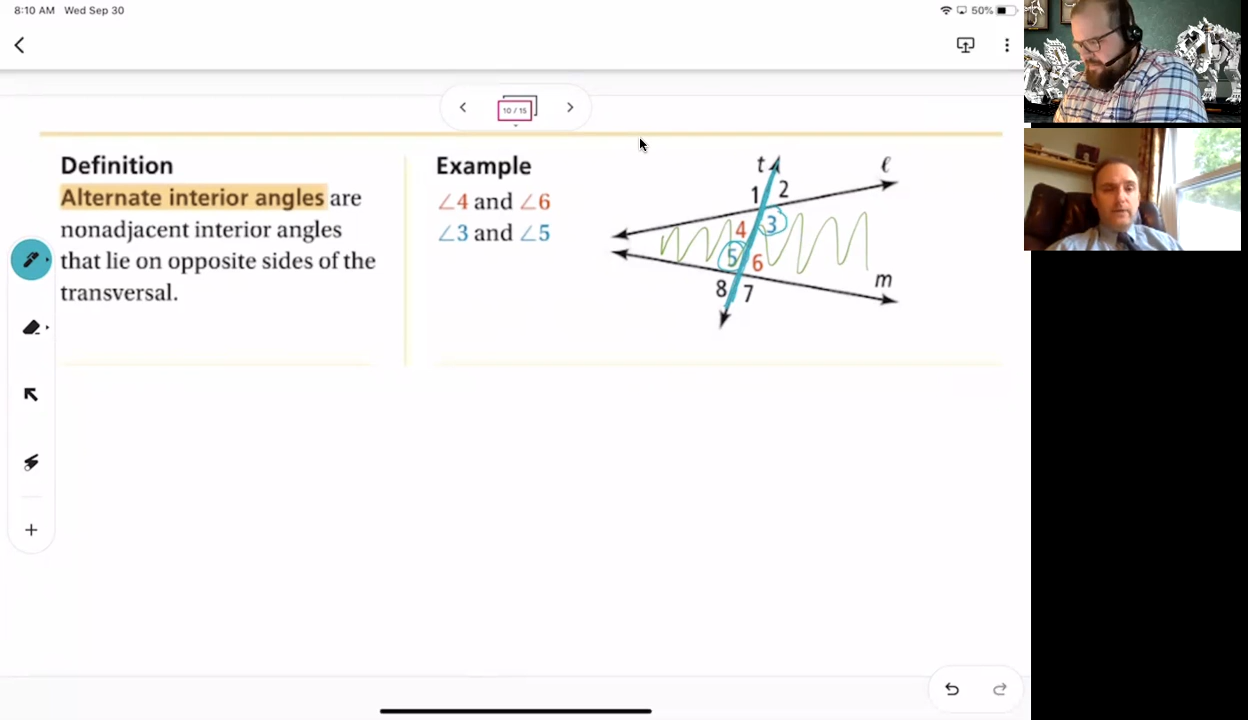 8:10 AM Wed Sep 30
50%
10 / 15
Definition
Alternate interior angles are
nonadjacent interior angles
that lie on opposite sides of the
transversal.
Example
∠4 and ∠6
∠3 and ∠5
t
ℓ
1 2
4 3
5 6
m
8 7